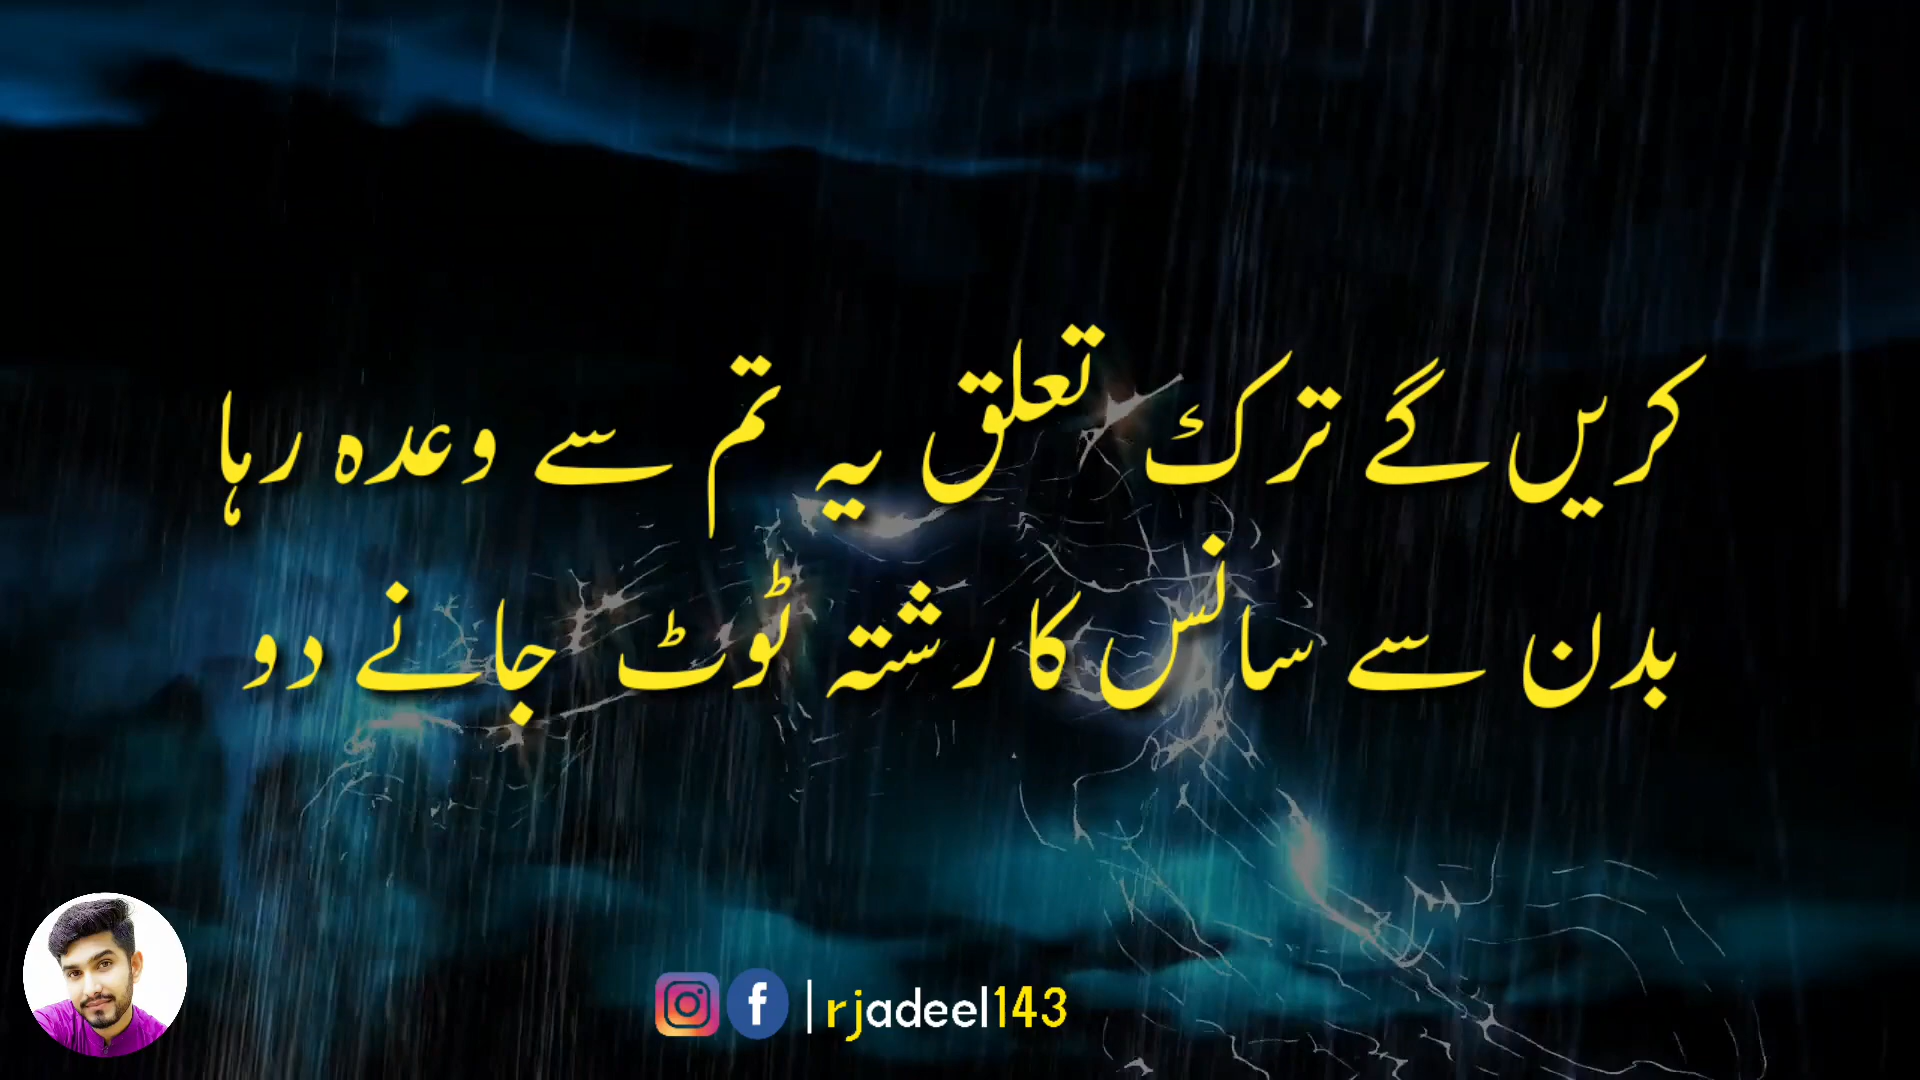 کریں گے ترک تعلق یہ تم سے وعدہ رہا
بدن سے سانس کا رشتہ ٹوٹ جانے دو
f | rjadeel143